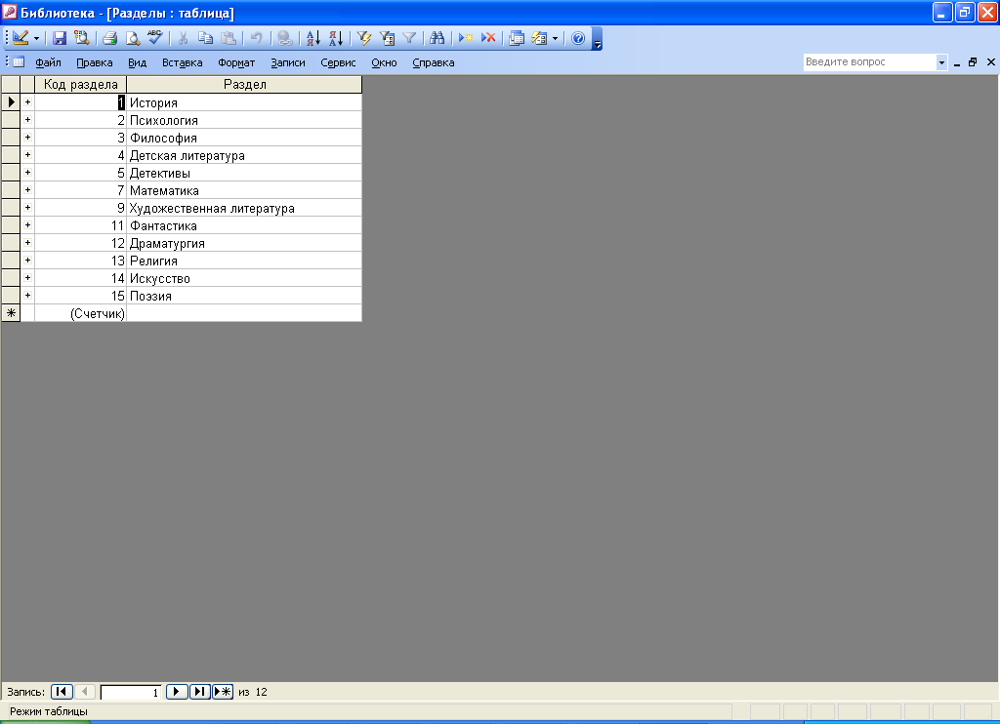 Библиотека - [Разделы : таблица]
Файл Правка Вид Вставка Формат Записи Сервис Окно Справка Введите вопрос
Код раздела Раздел
1 История
2 Психология
3 Философия
4 Детская литература
5 Детективы
7 Математика
9 Художественная литература
11 Фантастика
12 Драматургия
13 Религия
14 Искусство
15 Поэзия
(Счетчик)
Запись: 1 из 12
Режим таблицы